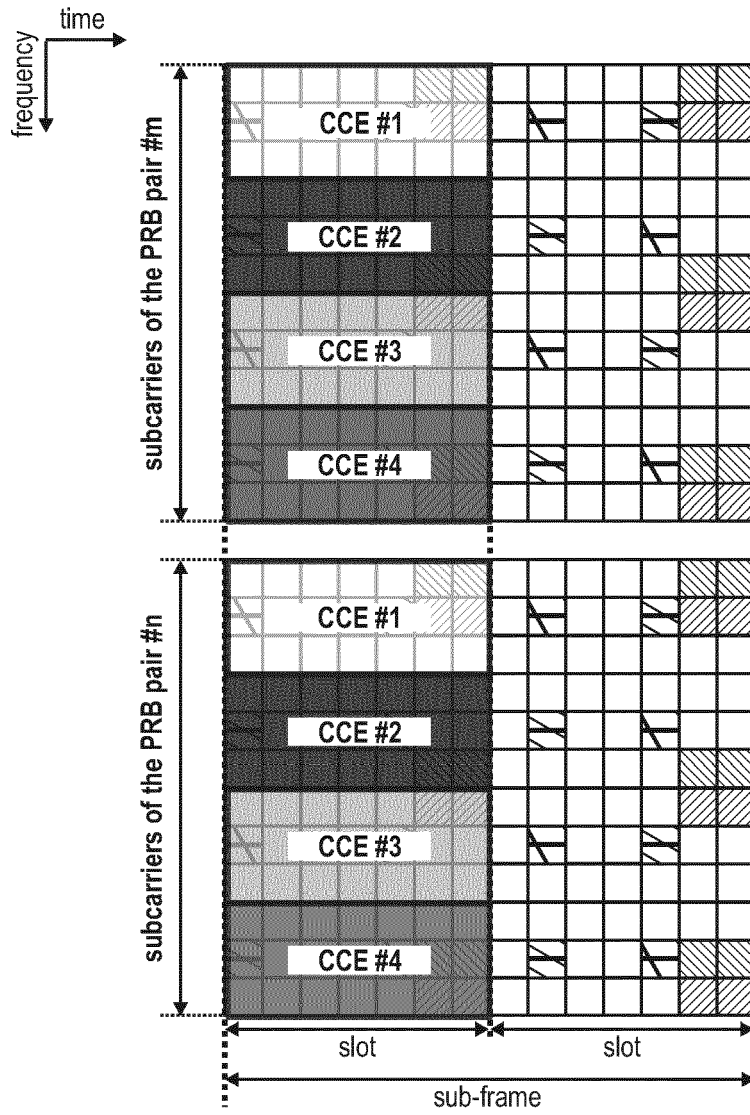 time
frequency
subcarriers of the PRB pair #m
CCE #1
CCE #2
CCE #3
CCE #4
subcarriers of the PRB pair #n
CCE #1
CCE #2
CCE #3
CCE #4
slot
slot
sub-frame